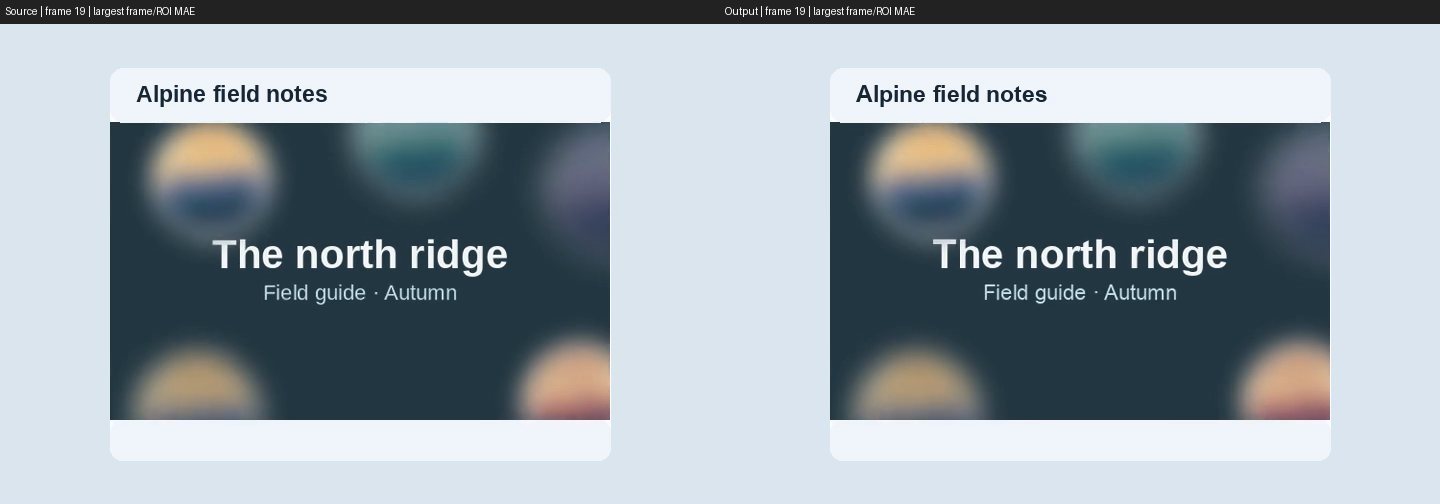 Source | frame 19 | largest frame/ROI MAE
Output | frame 19 | largest frame/ROI MAE
Alpine field notes
The north ridge
Field guide · Autumn
Alpine field notes
The north ridge
Field guide · Autumn